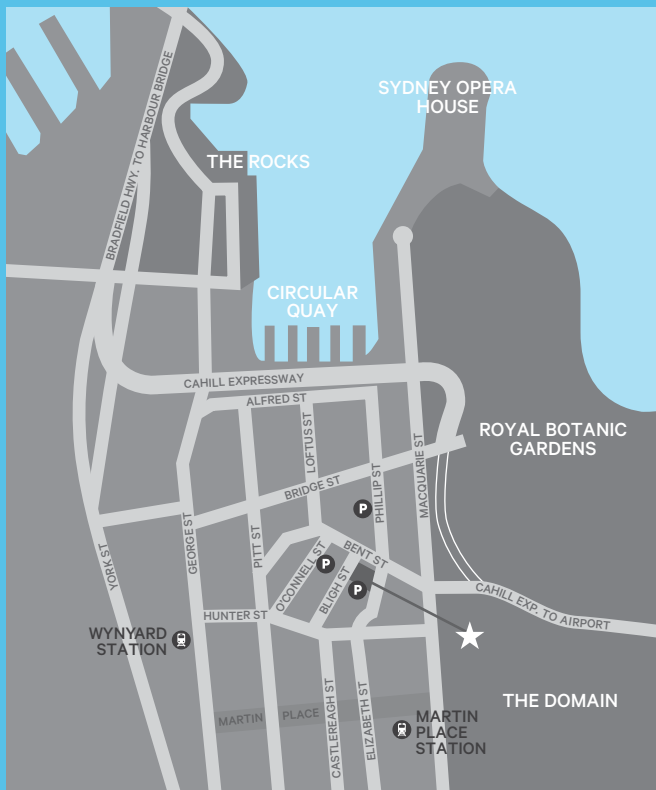 SYDNEY OPERA
HOUSE
BRADFIELD HWY. TO HARBOUR BRIDGE
THE ROCKS
CIRCULAR
QUAY
CAHILL EXPRESSWAY
ALFRED ST
LOFTUS ST
ROYAL BOTANIC
GARDENS
MACQUARIE ST
PHILLIP ST
BRIDGE ST
P
GEORGE ST
PITT ST
YORK ST
BENT ST
O'CONNELL ST
P
BLIGH ST
P
CAHILL EXP. TO AIRPORT
HUNTER ST
WYNYARD
STATION
THE DOMAIN
MARTIN PLACE
CASTLEREAGH ST
ELIZABETH ST
MARTIN
PLACE
STATION